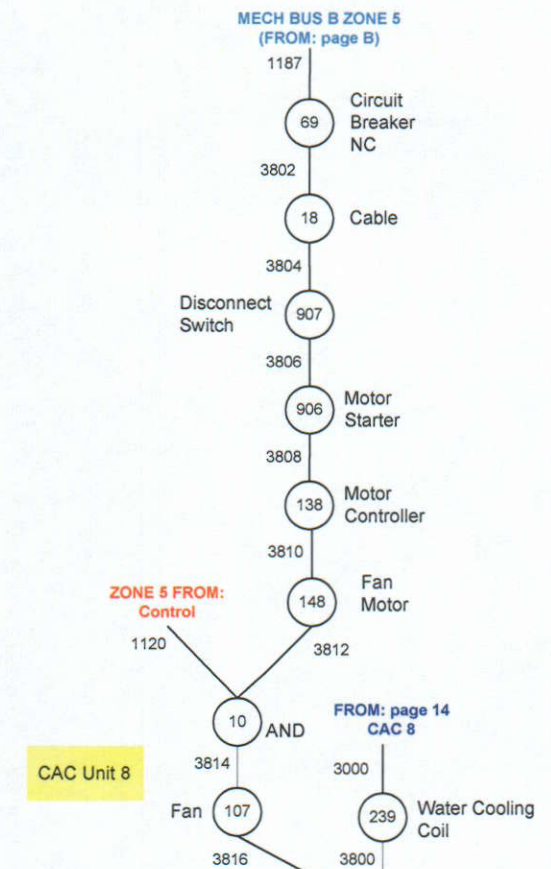 MECH BUS B ZONE 5
(FROM: page B)
1187
69
Circuit
Breaker
NC
3802
18
Cable
3804
Disconnect
Switch
907
3806
906
Motor
Starter
3808
138
Motor
Controller
3810
148
Fan
Motor
ZONE 5 FROM:
Control
1120
3812
10
AND
FROM: page 14
CAC 8
3814
3000
CAC Unit 8
Fan
107
239
Water Cooling
Coil
3816
3800